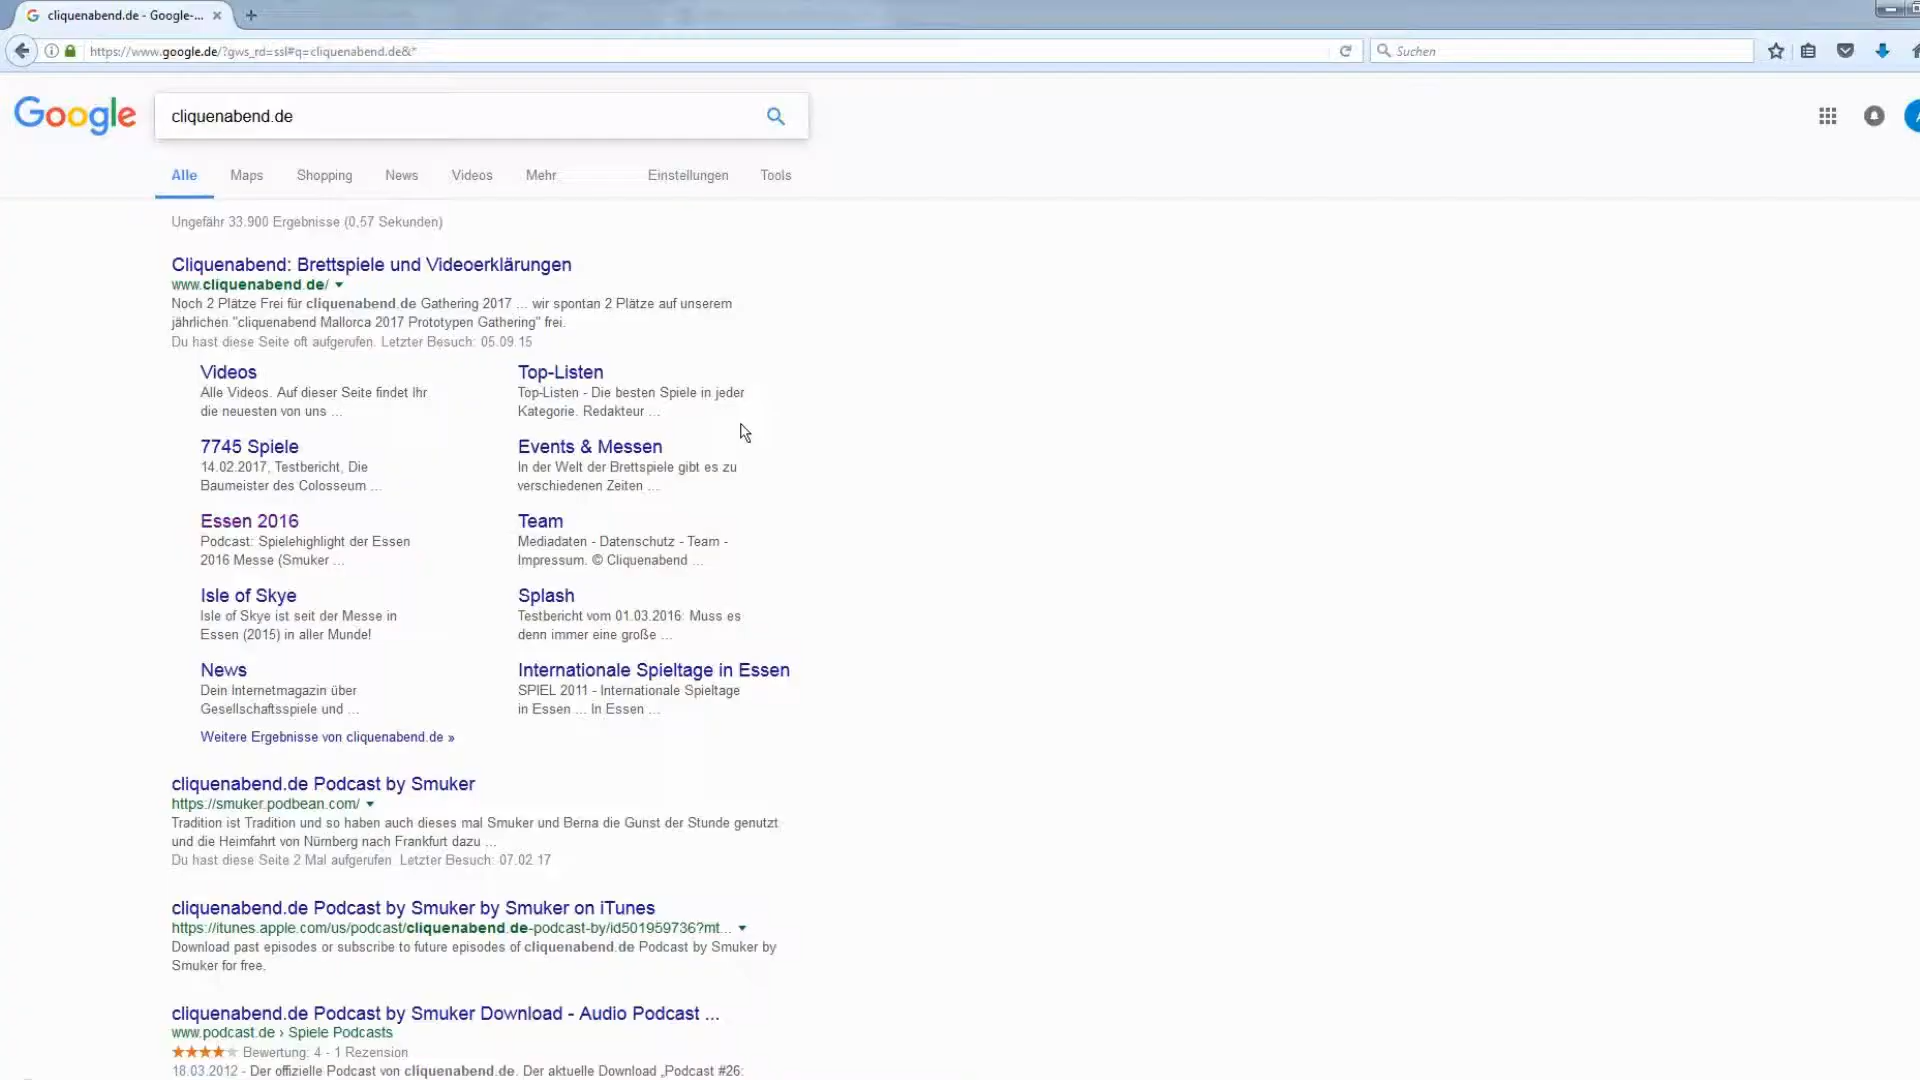 cliquenabend.de - Google-...
https://www.google.de/?gws_rd=ssl#q=cliquenabend.de&*
Suchen
Google
cliquenabend.de
Alle Maps Shopping News Videos Mehr Einstellungen Tools
Ungefähr 33.900 Ergebnisse (0,57 Sekunden)
Cliquenabend: Brettspiele und Videoerklärungen
www.cliquenabend.de/
Noch 2 Plätze Frei für cliquenabend.de Gathering 2017 ... wir spontan 2 Plätze auf unserem
jährlichen "cliquenabend Mallorca 2017 Prototypen Gathering" frei.
Du hast diese Seite oft aufgerufen. Letzter Besuch: 05.09.15
Videos
Alle Videos. Auf dieser Seite findet Ihr
die neuesten von uns ...
Top-Listen
Top-Listen - Die besten Spiele in jeder
Kategorie. Redakteur ...
7745 Spiele
14.02.2017, Testbericht, Die
Baumeister des Colosseum ...
Events & Messen
In der Welt der Brettspiele gibt es zu
verschiedenen Zeiten ...
Essen 2016
Podcast: Spielehighlight der Essen
2016 Messe (Smuker ...
Team
Mediadaten - Datenschutz - Team -
Impressum. © Cliquenabend ...
Isle of Skye
Isle of Skye ist seit der Messe in
Essen (2015) in aller Munde!
Splash
Testbericht vom 01.03.2016: Muss es
denn immer eine große ...
News
Dein Internetmagazin über
Gesellschaftsspiele und ...
Internationale Spieltage in Essen
SPIEL 2011 - Internationale Spieltage
in Essen ... In Essen ...
Weitere Ergebnisse von cliquenabend.de »
cliquenabend.de Podcast by Smuker
https://smuker.podbean.com/
Tradition ist Tradition und so haben auch dieses mal Smuker und Berna die Gunst der Stunde genutzt
und die Heimfahrt von Nürnberg nach Frankfurt dazu ...
Du hast diese Seite 2 Mal aufgerufen. Letzter Besuch: 07.02.17
cliquenabend.de Podcast by Smuker by Smuker on iTunes
https://itunes.apple.com/us/podcast/cliquenabend.de-podcast-by/id501959736?mt...
Download past episodes or subscribe to future episodes of cliquenabend.de Podcast by Smuker by
Smuker for free.
cliquenabend.de Podcast by Smuker Download - Audio Podcast ...
www.podcast.de › Spiele Podcasts
Bewertung: 4 - 1 Rezension
18.03.2012 - Der offizielle Podcast von cliquenabend.de. Der aktuelle Download „Podcast #26: